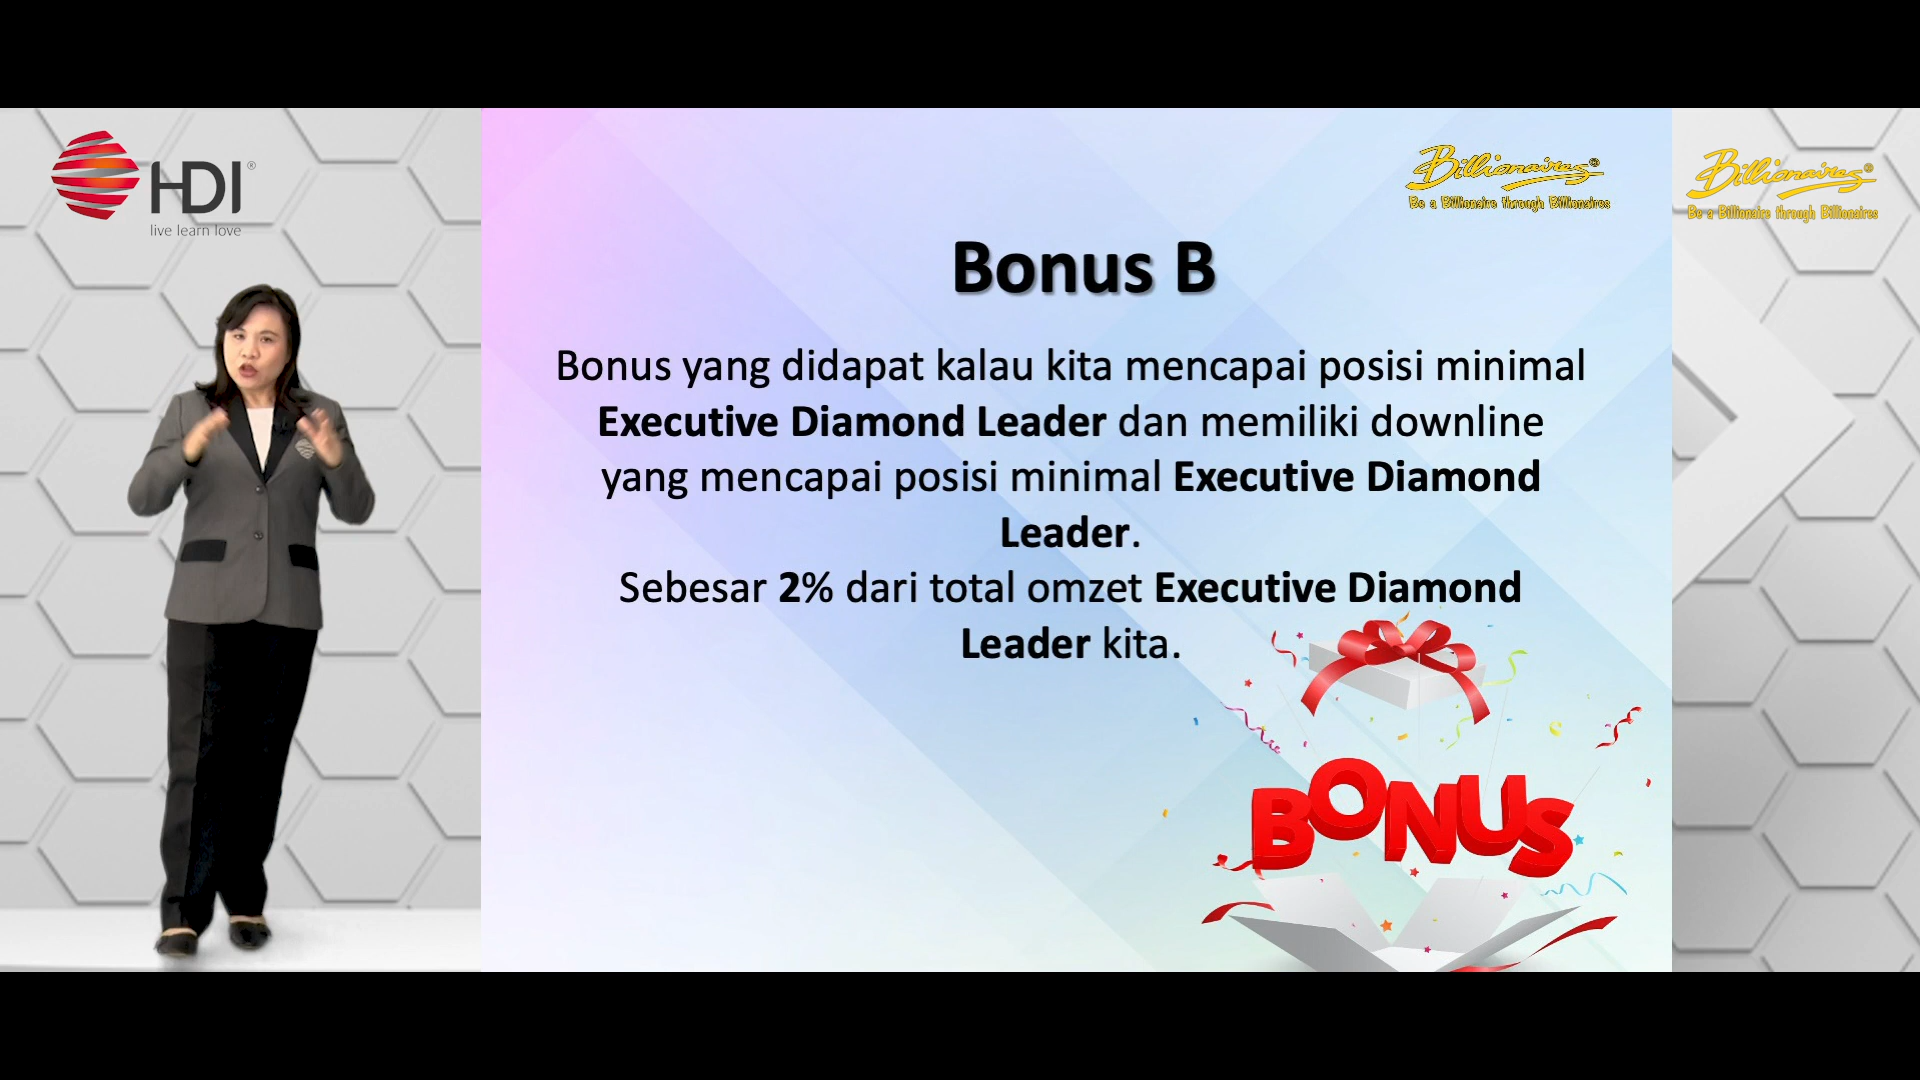 HDI®
live learn love
Billionaires®
Be a Billionaire through Billionaires
Billionaires®
Be a Billionaire through Billionaires
Bonus B
Bonus yang didapat kalau kita mencapai posisi minimal
Executive Diamond Leader dan memiliki downline
yang mencapai posisi minimal Executive Diamond
Leader.
Sebesar 2% dari total omzet Executive Diamond
Leader kita.
BONUS